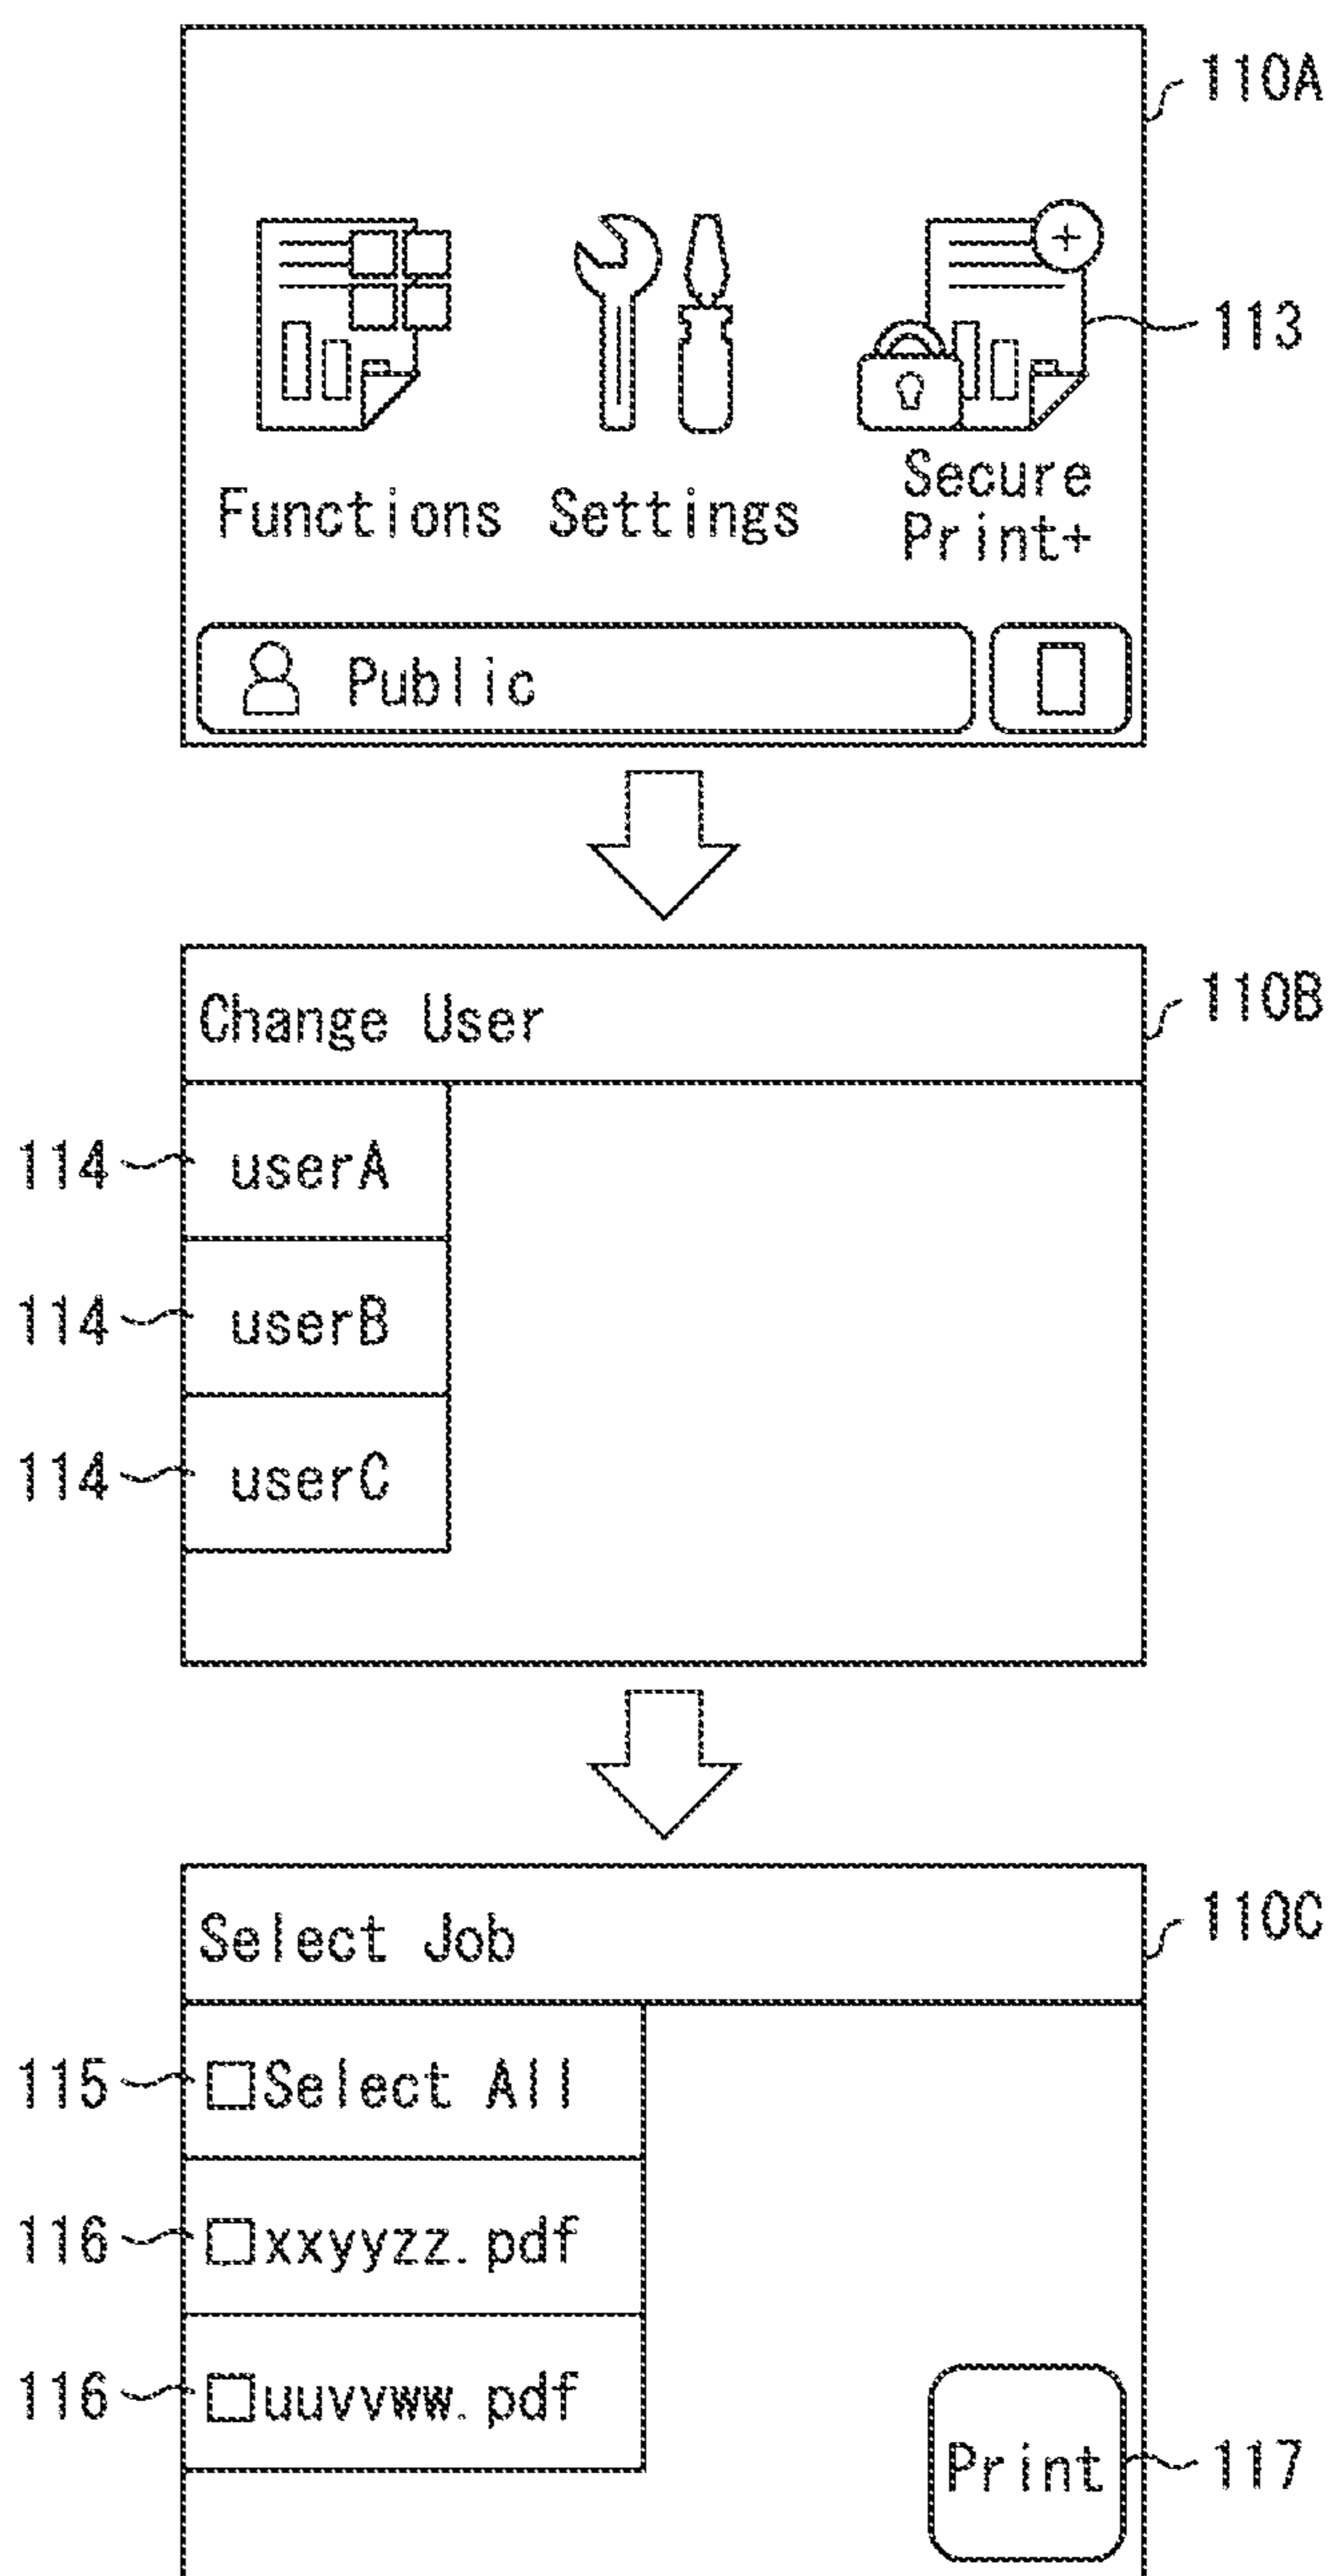 110A
113
Functions
Settings
Secure
Print+
Public
110B
Change User
114
userA
114
userB
114
userC
110C
Select Job
115
Select All
116
xxyyzz.pdf
116
uuvvww.pdf
Print
117